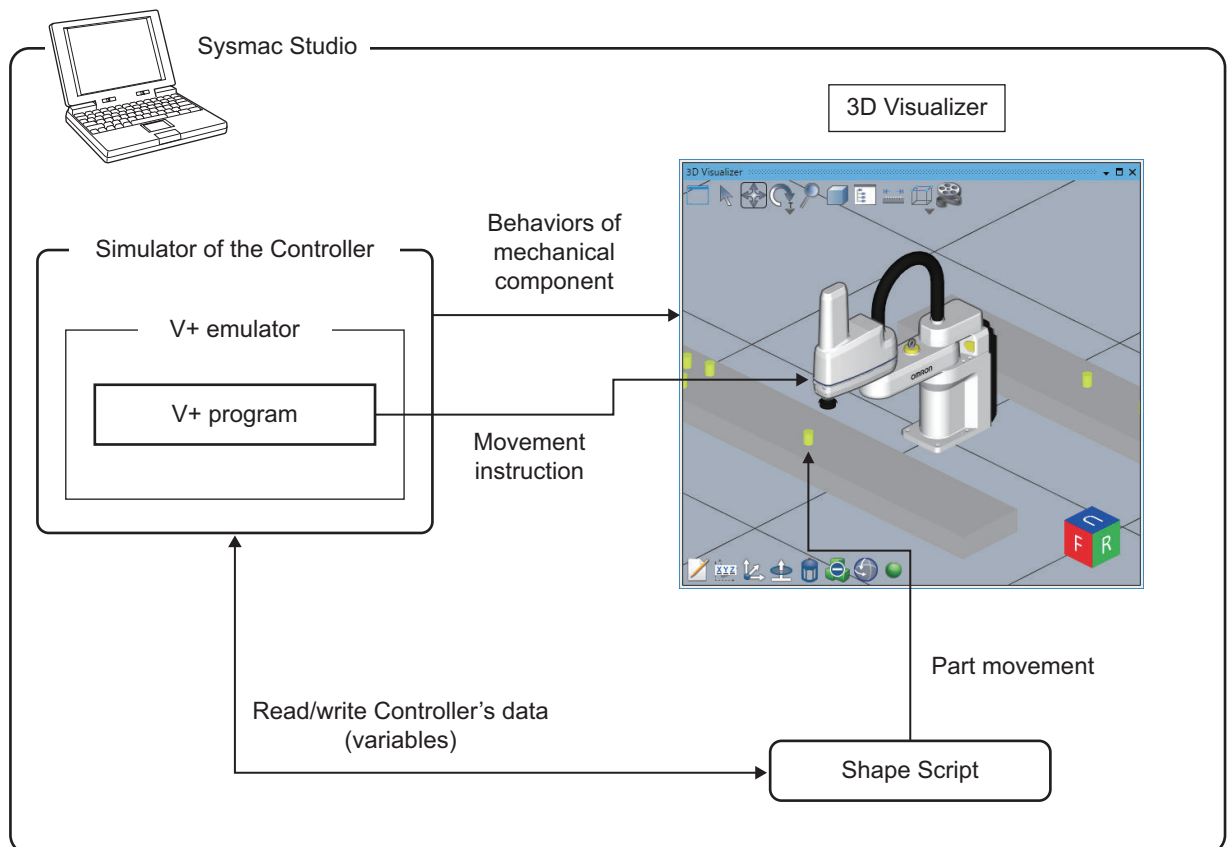 Sysmac Studio
3D Visualizer
3D Visualizer
Behaviors of
mechanical
component
Simulator of the Controller
V+ emulator
V+ program
OMRON
Movement
instruction
U
F
R
XYZ
Part movement
Read/write Controller’s data
(variables)
Shape Script